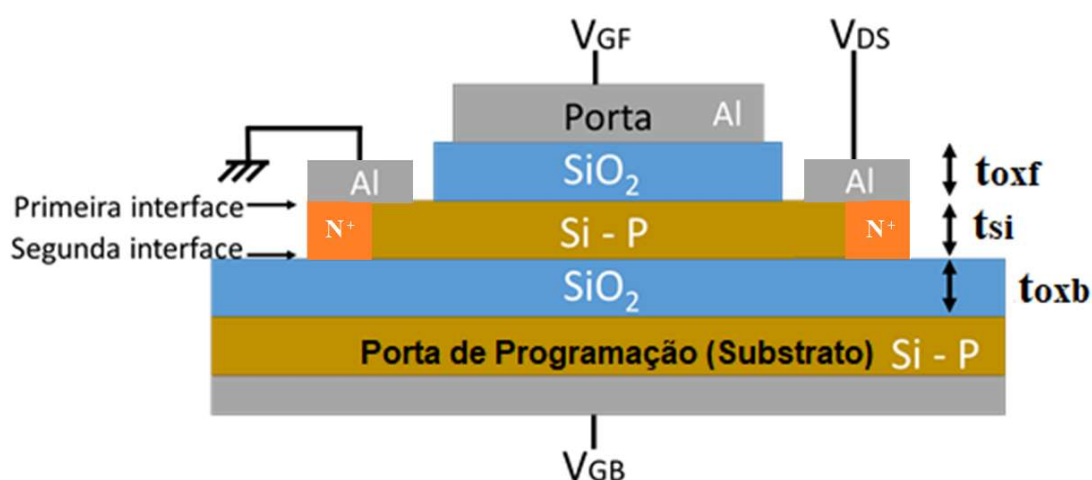 VGF
VDS
Porta Al
SiO2
Al
Al
toxf
Primeira interface
N+
Si - P
N+
tsi
Segunda interface
SiO2
toxb
Porta de Programação (Substrato) Si - P
VGB